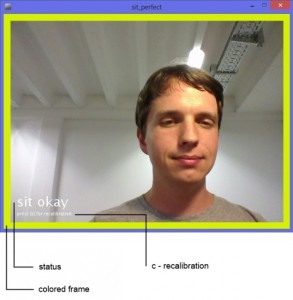 sit_perfect
sit okay
c - recalibration
status
colored frame